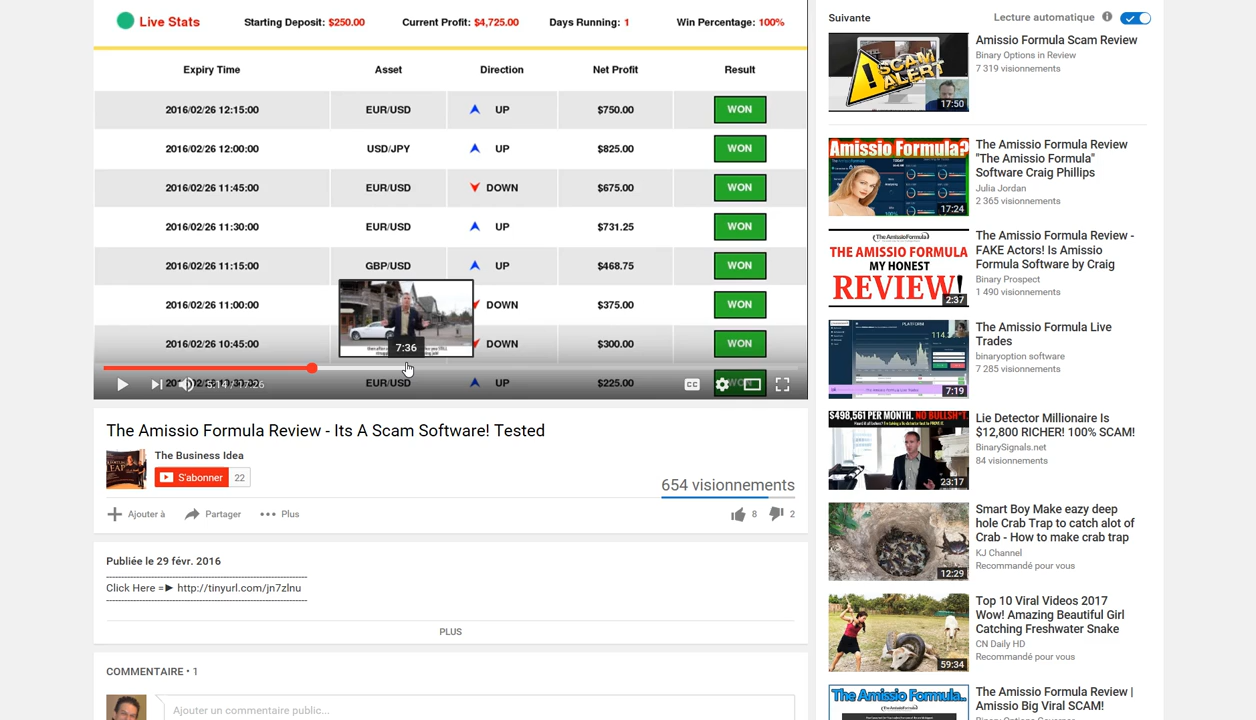 Live Stats
Starting Deposit: $250.00
Current Profit: $4,725.00
Days Running: 1
Win Percentage: 100%
Expiry Time Asset Direction Net Profit Result
2016/02/26 12:15:00 EUR/USD UP $750.00 WON
2016/02/26 12:00:00 USD/JPY UP $825.00 WON
2016/02/26 11:45:00 EUR/USD DOWN $675.00 WON
2016/02/26 11:30:00 EUR/USD UP $731.25 WON
2016/02/26 11:15:00 GBP/USD UP $468.75 WON
2016/02/26 11:00:00 DOWN $375.00 WON
2016/02/26 10:45:00 DOWN $300.00 WON
7:36
EUR/USD UP $225.00
CC
The Amissio Formula Review - Its A Scam Software! Tested
The Business Idea
S'abonner 22
654 visionnements
Ajouter à Partager Plus
8 2
Publiée le 29 févr. 2016
Click Here =► http://tinyurl.com/jn7zlnu
PLUS
COMMENTAIRE • 1
Ajouter un commentaire public...
Suivante
Lecture automatique
SCAM
ALERT
17:50
Amissio Formula Scam Review
Binary Options in Review
7 319 visionnements
Amissio Formula?
17:24
The Amissio Formula Review
"The Amissio Formula"
Software Craig Phillips
Julia Jordan
2 365 visionnements
The AmissioFormula
THE AMISSIO FORMULA
MY HONEST
REVIEW!
2:37
The Amissio Formula Review -
FAKE Actors! Is Amissio
Formula Software by Craig
Binary Prospect
1 490 visionnements
PLATFORM
7:19
The Amissio Formula Live
Trades
binaryoption software
7 285 visionnements
$498,561 PER MONTH. NO BULLSH*T.
23:17
Lie Detector Millionaire Is
$12,800 RICHER! 100% SCAM!
BinarySignals.net
84 visionnements
12:29
Smart Boy Make eazy deep
hole Crab Trap to catch alot of
Crab - How to make crab trap
KJ Channel
Recommandé pour vous
59:34
Top 10 Viral Videos 2017
Wow! Amazing Beautiful Girl
Catching Freshwater Snake
CN Daily HD
Recommandé pour vous
The Amissio Formula..
The AmissioFormula
The Amissio Formula Review |
Amissio Big Viral SCAM!